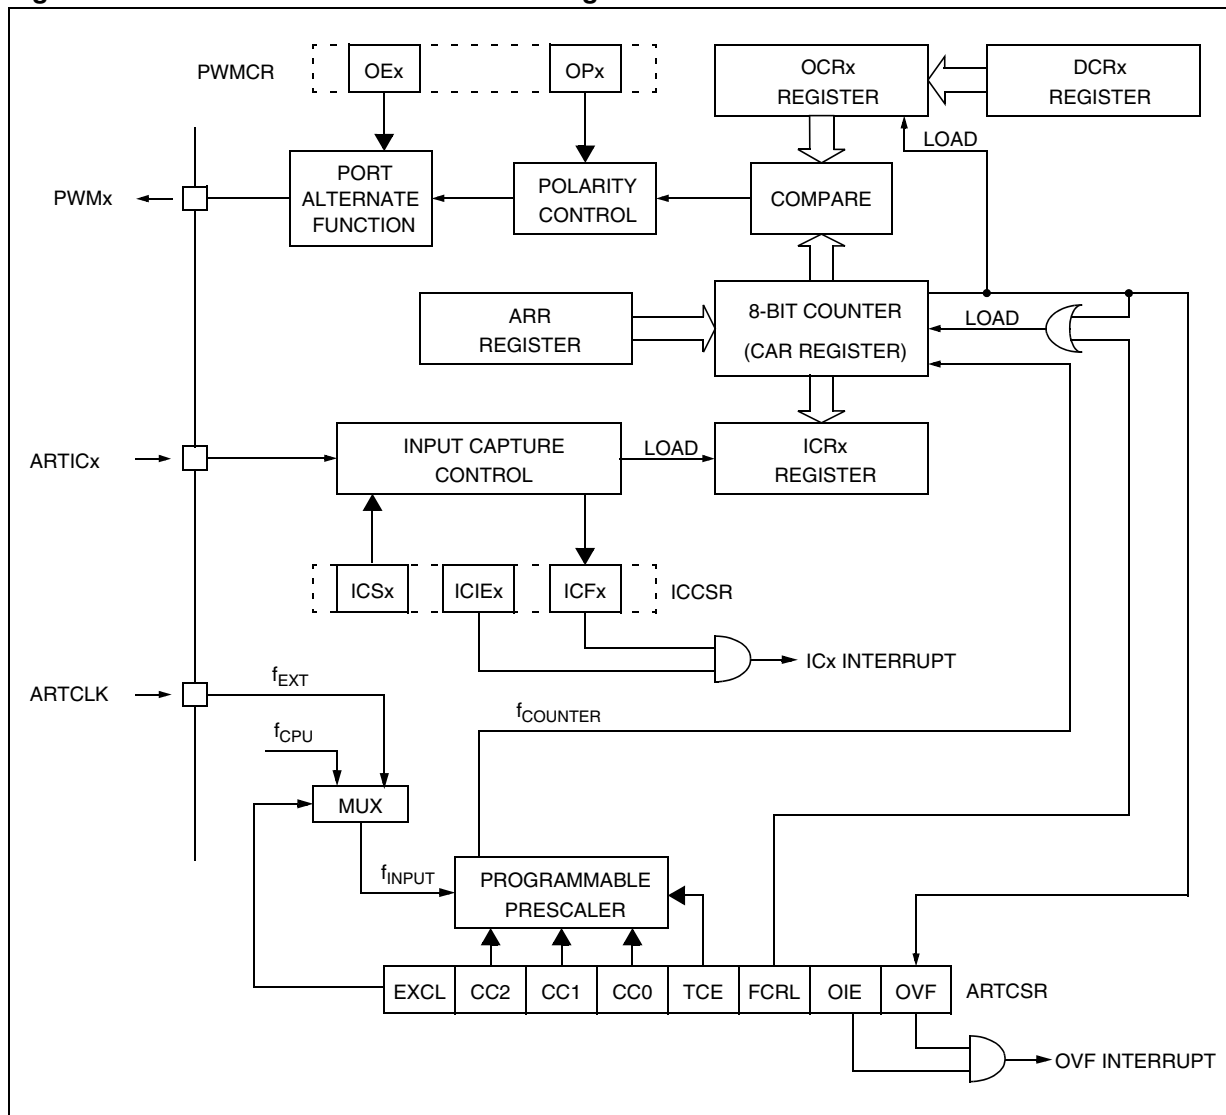 PWMCR
OEx
OPx
OCRx
REGISTER
DCRx
REGISTER
LOAD
PWMx
PORT
ALTERNATE
FUNCTION
POLARITY
CONTROL
COMPARE
ARR
REGISTER
8-BIT COUNTER
(CAR REGISTER)
LOAD
ARTICx
INPUT CAPTURE
CONTROL
LOAD
ICRx
REGISTER
ICSx
ICIEx
ICFx
ICCSR
ICx INTERRUPT
ARTCLK
fEXT
fCPU
fCOUNTER
MUX
fINPUT
PROGRAMMABLE
PRESCALER
EXCL CC2 CC1 CC0 TCE FCRL OIE OVF ARTCSR
OVF INTERRUPT